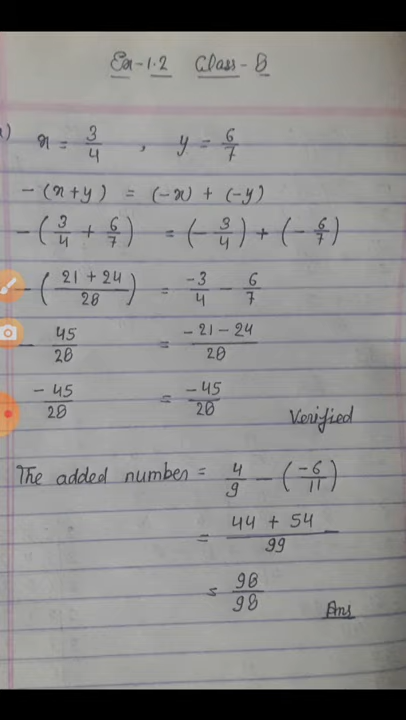 Ex-1.2 Class-8
x = 3/4 , y = 6/7
-(x+y) = (-x) + (-y)
-(3/4 + 6/7) = (-3/4) + (-6/7)
-((21+24)/28) = -3/4 - 6/7
- 45/28 = (-21-24)/28
-45/28 = -45/28
Verified
The added number = 4/9 - (-6/11)
= (44 + 54)/99
= 98/98
Ans